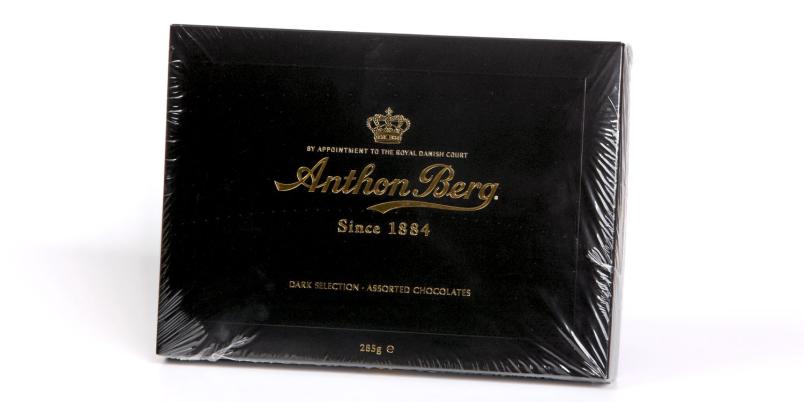 BY APPOINTMENT TO THE ROYAL DANISH COURT
Anthon Berg
Since 1884
DARK SELECTION · ASSORTED CHOCOLATES
285g ℮